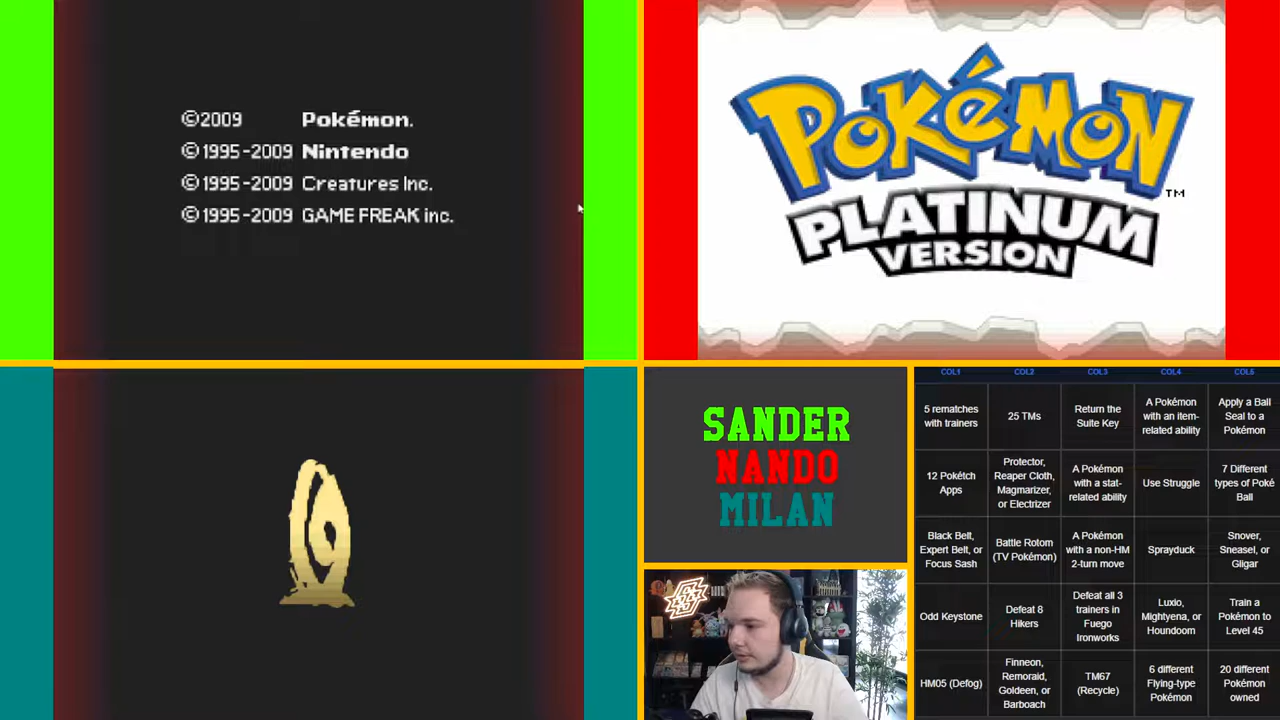 ©2009 Pokémon.
©1995-2009 Nintendo
©1995-2009 Creatures Inc.
©1995-2009 GAME FREAK inc.
POKéMON
™
PLATINUM
VERSION
SANDER
NANDO
MILAN
COL1 COL2 COL3 COL4 COL5
5 rematches
with trainers
25 TMs
Return the
Suite Key
A Pokémon
with an item-
related ability
Apply a Ball
Seal to a
Pokémon
12 Pokétch
Apps
Protector,
Reaper Cloth,
Magmarizer,
or Electrizer
A Pokémon
with a stat-
related ability
Use Struggle
7 Different
types of Poké
Ball
Black Belt,
Expert Belt, or
Focus Sash
Battle Rotom
(TV Pokémon)
A Pokémon
with a non-HM
2-turn move
Sprayduck
Snover,
Sneasel, or
Gligar
Odd Keystone
Defeat 8
Hikers
Defeat all 3
trainers in
Fuego
Ironworks
Luxio,
Mightyena, or
Houndoom
Train a
Pokémon to
Level 45
HM05 (Defog)
Finneon,
Remoraid,
Goldeen, or
Barboach
TM67
(Recycle)
6 different
Flying-type
Pokémon
20 different
Pokémon
owned